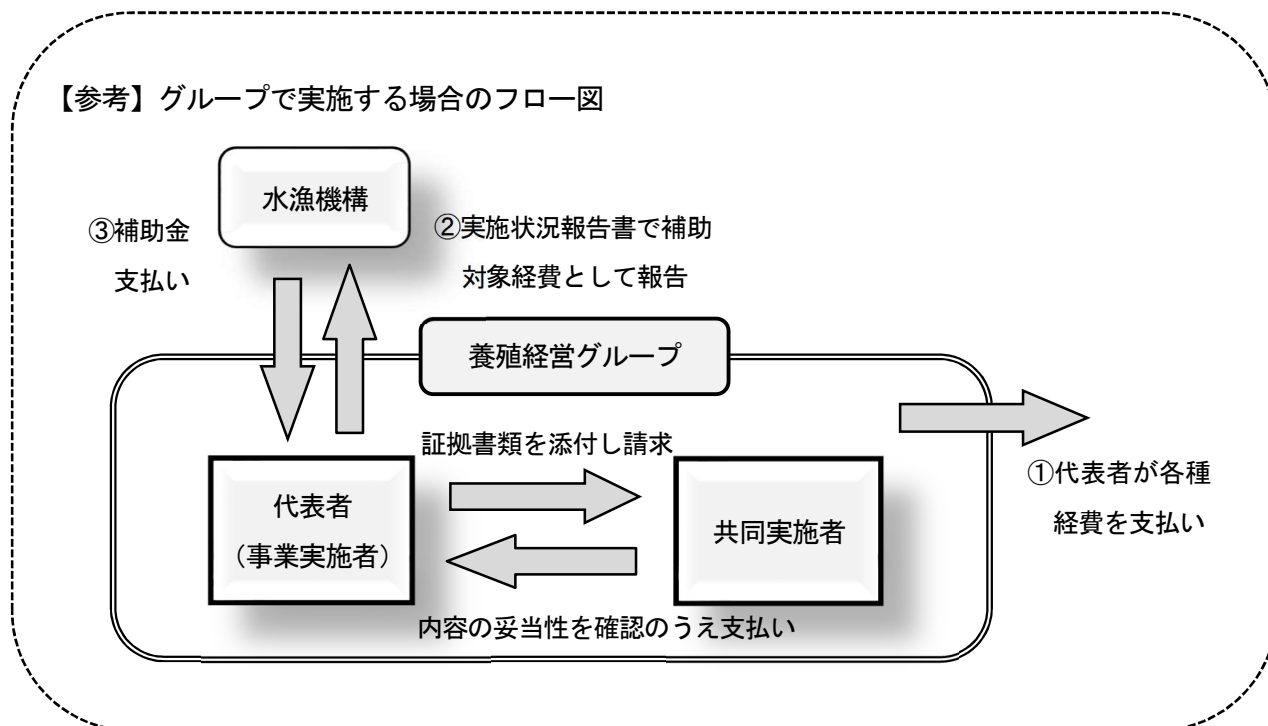 【参考】グループで実施する場合のフロー図
水漁機構
③補助金
支払い
②実施状況報告書で補助
対象経費として報告
養殖経営グループ
証拠書類を添付し請求
代表者
(事業実施者)
共同実施者
①代表者が各種
経費を支払い
内容の妥当性を確認のうえ支払い